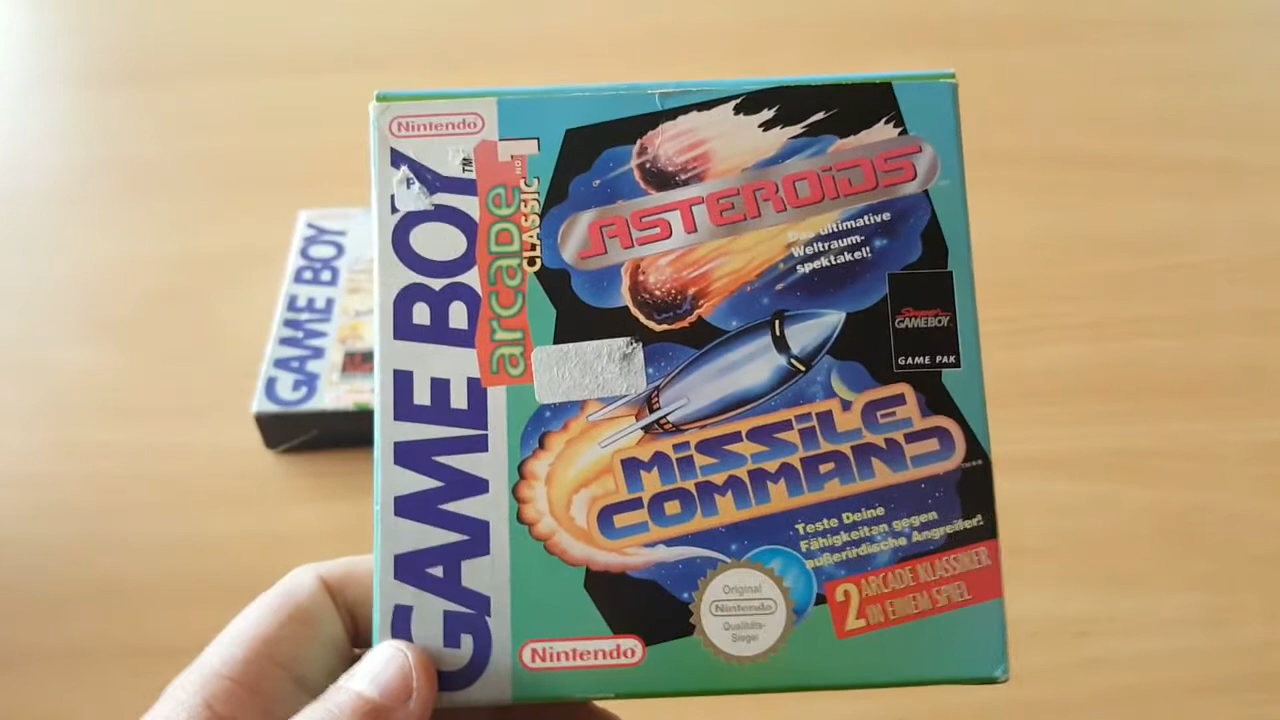 Nintendo
GAME BOY
TM
arcade
CLASSIC
NO.
1
ASTEROiDS
Das ultimative
Weltraum-
spektakel!
Super
GAMEBOY
GAME PAK
MiSSiLE
COMMAND
Teste Deine
Fähigkeitan gegen
außerirdische Angreifer!
2 ARCADE KLASSIKER
IN EINEM SPIEL
Original
Nintendo
Qualitäts-
Siegel
Nintendo
GAME BOY